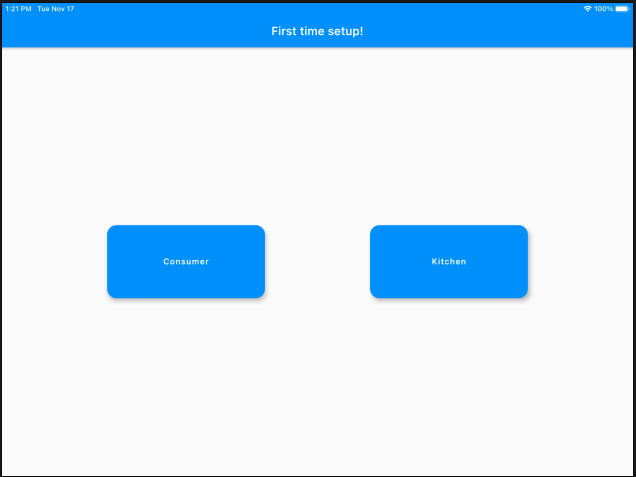 1:21 PM Tue Nov 17 100%
First time setup!
Consumer Kitchen